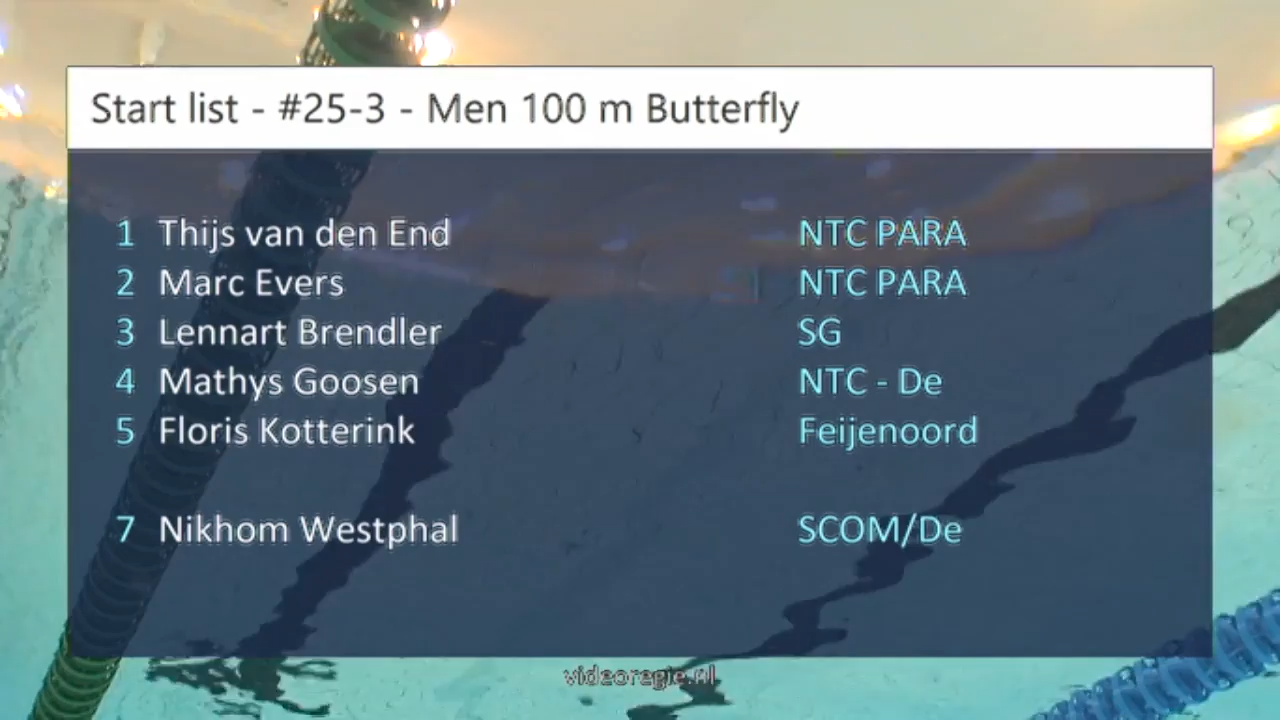 Start list - #25-3 - Men 100 m Butterfly
1 Thijs van den End NTC PARA
2 Marc Evers NTC PARA
3 Lennart Brendler SG
4 Mathys Goosen NTC - De
5 Floris Kotterink Feijenoord
7 Nikhom Westphal SCOM/De
videoregie.nl